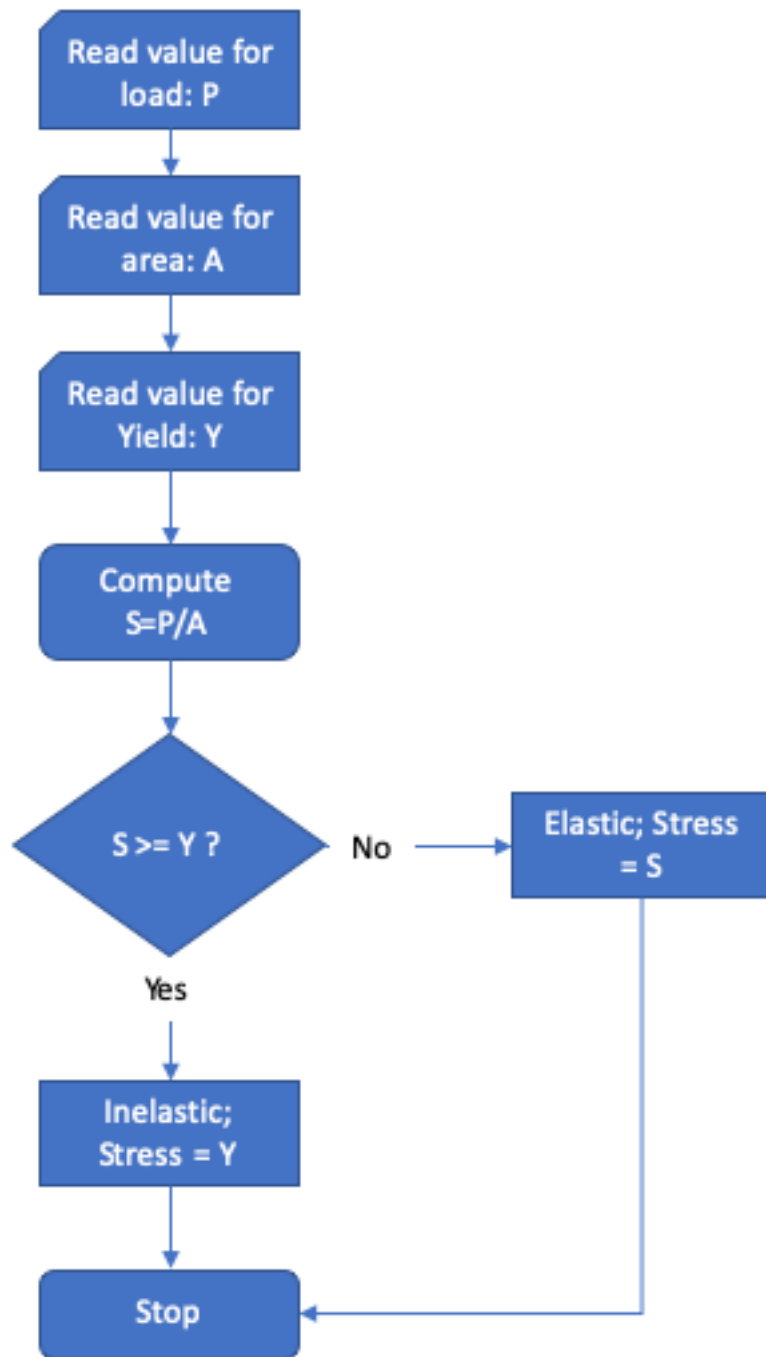 Read value for
load: P
Read value for
area: A
Read value for
Yield: Y
Compute
S=P/A
S >= Y ?
No
Elastic; Stress
= S
Yes
Inelastic;
Stress = Y
Stop